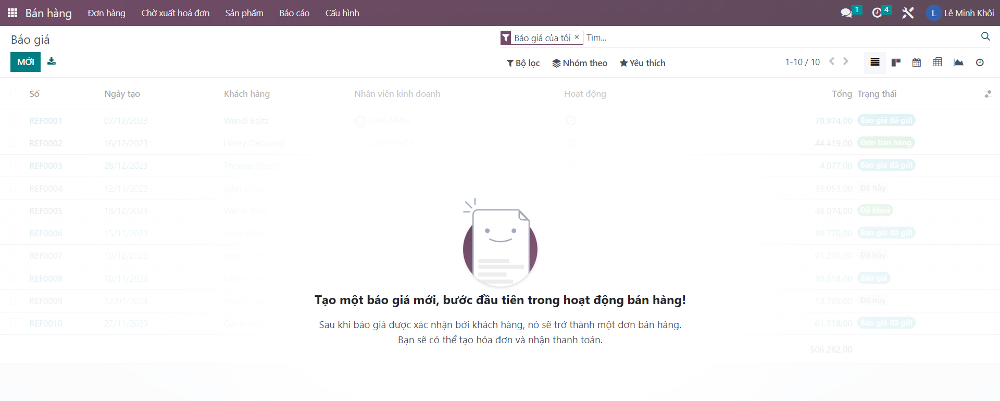 Bán hàng Đơn hàng Chờ xuất hoá đơn Sản phẩm Báo cáo Cấu hình 1 4 L Lê Minh Khôi
Báo giá Báo giá của tôi × Tìm...
MỚI Bộ lọc Nhóm theo Yêu thích 1-10 / 10
Số Ngày tạo Khách hàng Nhân viên kinh doanh Hoạt động Tổng Trạng thái
REF0001 07/12/2023 Wendi Baltz John Miller 79.974,00 Báo giá đã gửi
REF0002 16/12/2023 Henry Campbell 44.419,00 Đơn bán hàng
REF0003 28/12/2023 Thomas 4.077,00 Báo giá đã gửi
REF0004 12/11/2023 John Miller 35.053,00 Đã hủy
REF0005 18/12/2023 Wendi Baltz 46.074,00 Đã khoá
REF0006 15/11/2023 John Miller 99.770,00 Báo giá đã gửi
REF0007 10/12/2023 Henry 91.270,00 Đã hủy
REF0008 10/11/2023 Henry 30.518,00 Báo giá
REF0009 12/01/2024 Henry 13.789,00 Đã hủy
REF0010 27/11/2023 Carrie 61.318,00 Báo giá đã gửi
Tạo một báo giá mới, bước đầu tiên trong hoạt động bán hàng!
Sau khi báo giá được xác nhận bởi khách hàng, nó sẽ trở thành một đơn bán hàng.
Bạn sẽ có thể tạo hóa đơn và nhận thanh toán.
506.262,00